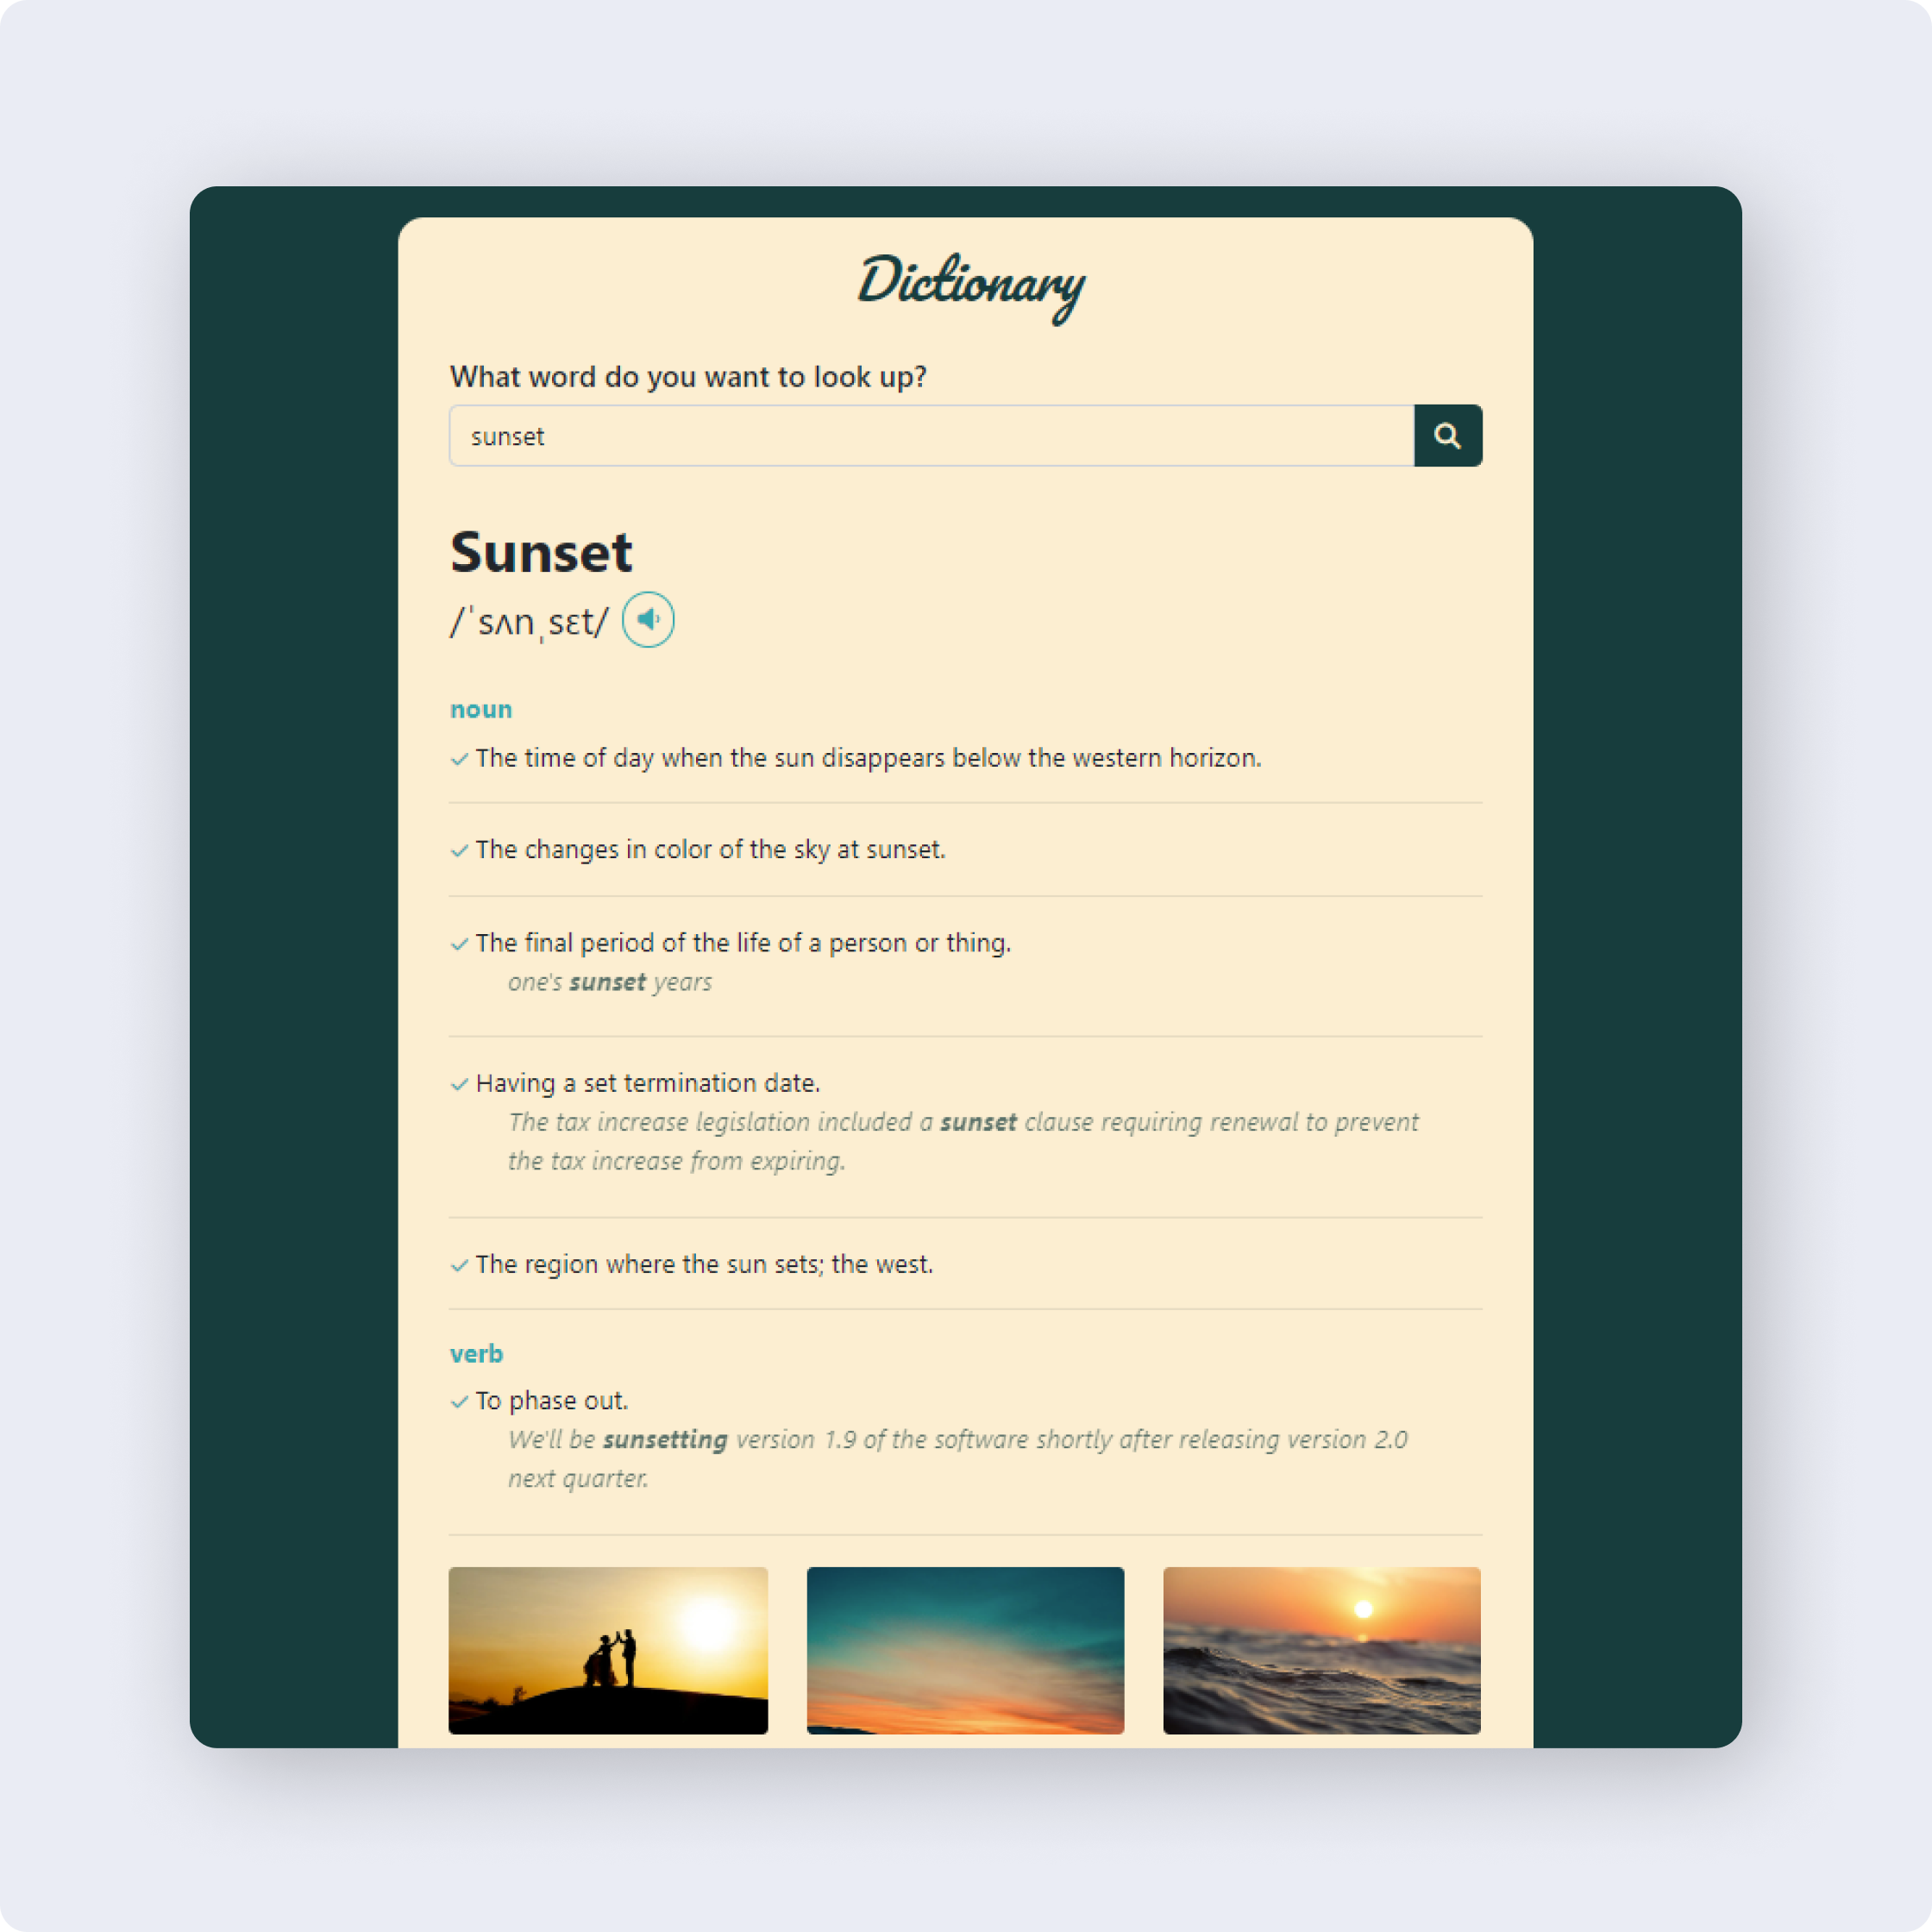 Dictionary
What word do you want to look up?
sunset
Sunset
/ˈsʌnˌsɛt/
noun
The time of day when the sun disappears below the western horizon.
The changes in color of the sky at sunset.
The final period of the life of a person or thing.
one's sunset years
Having a set termination date.
The tax increase legislation included a sunset clause requiring renewal to prevent
the tax increase from expiring.
The region where the sun sets; the west.
verb
To phase out.
We'll be sunsetting version 1.9 of the software shortly after releasing version 2.0
next quarter.